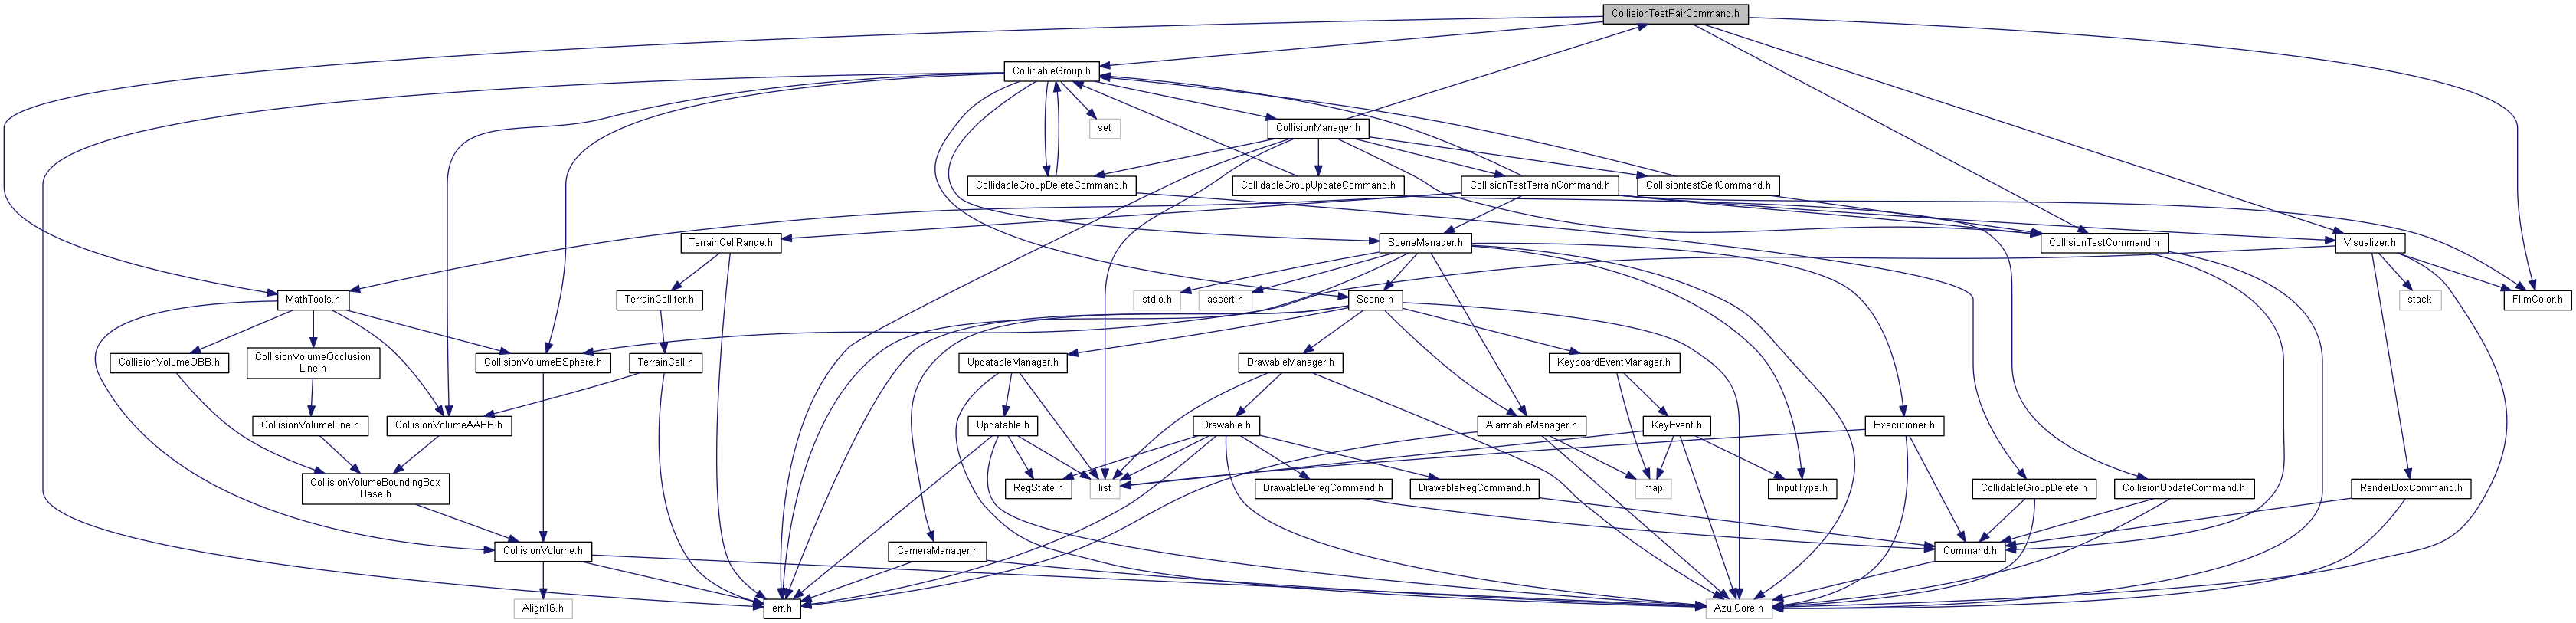 CollisionTestPairCommand.h
CollidableGroup.h
set
CollisionManager.h
CollidableGroupDeleteCommand.h
CollidableGroupUpdateCommand.h
CollisionTestTerrainCommand.h
CollisiontestSelfCommand.h
TerrainCellRange.h
SceneManager.h
CollisionTestCommand.h
Visualizer.h
MathTools.h
TerrainCellIter.h
stdio.h
assert.h
Scene.h
stack
FlimColor.h
CollisionVolumeOBB.h
CollisionVolumeOcclusion
Line.h
CollisionVolumeBSphere.h
TerrainCell.h
UpdatableManager.h
DrawableManager.h
KeyboardEventManager.h
CollisionVolumeLine.h
CollisionVolumeAABB.h
Updatable.h
Drawable.h
AlarmableManager.h
KeyEvent.h
Executioner.h
CollisionVolumeBoundingBox
Base.h
RegState.h
list
DrawableDeregCommand.h
DrawableRegCommand.h
map
InputType.h
CollidableGroupDelete.h
CollisionUpdateCommand.h
RenderBoxCommand.h
CollisionVolume.h
CameraManager.h
Command.h
Align16.h
err.h
AzulCore.h